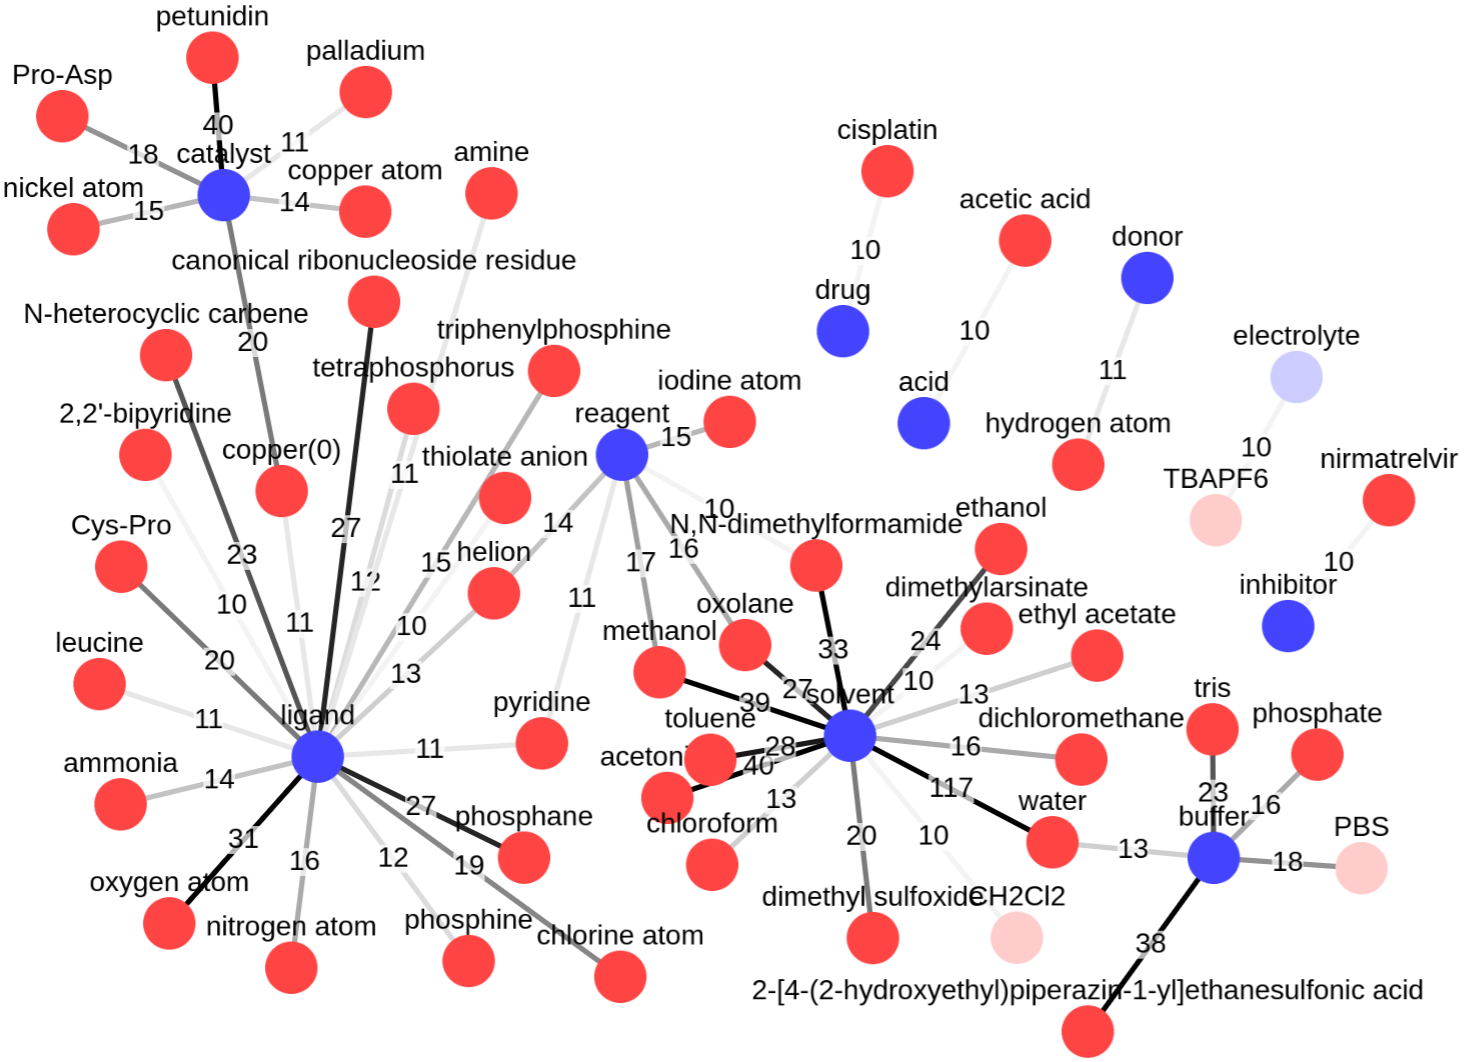 petunidin
palladium
Pro-Asp
40
cisplatin
11
18
catalyst
amine
copper atom
nickel atom
acetic acid
14
15
donor
10
canonical ribonucleoside residue
drug
N-heterocyclic carbene
triphenylphosphine
10
electrolyte
20
tetraphosphorus
11
iodine atom
acid
2,2'-bipyridine
reagent
hydrogen atom
15
10
copper(0)
thiolate anion
nirmatrelvir
11
TBAPF6
10
ethanol
14
Cys-Pro
27
N,N-dimethylformamide
16
23
helion
15
17
10
12
inhibitor
dimethylarsinate
10
11
oxolane
ethyl acetate
11
10
methanol
leucine
24
33
20
13
10
27
solvent
13
tris
pyridine
39
ligand
11
toluene
dichloromethane
phosphate
11
28
16
acetoni
ammonia
40
14
117
23
13
water
16
27
phosphane
buffer
chloroform
PBS
31
20
10
13
16
12
19
18
oxygen atom
dimethyl sulfoxide
CH2Cl2
nitrogen atom
phosphine
chlorine atom
38
2-[4-(2-hydroxyethyl)piperazin-1-yl]ethanesulfonic acid